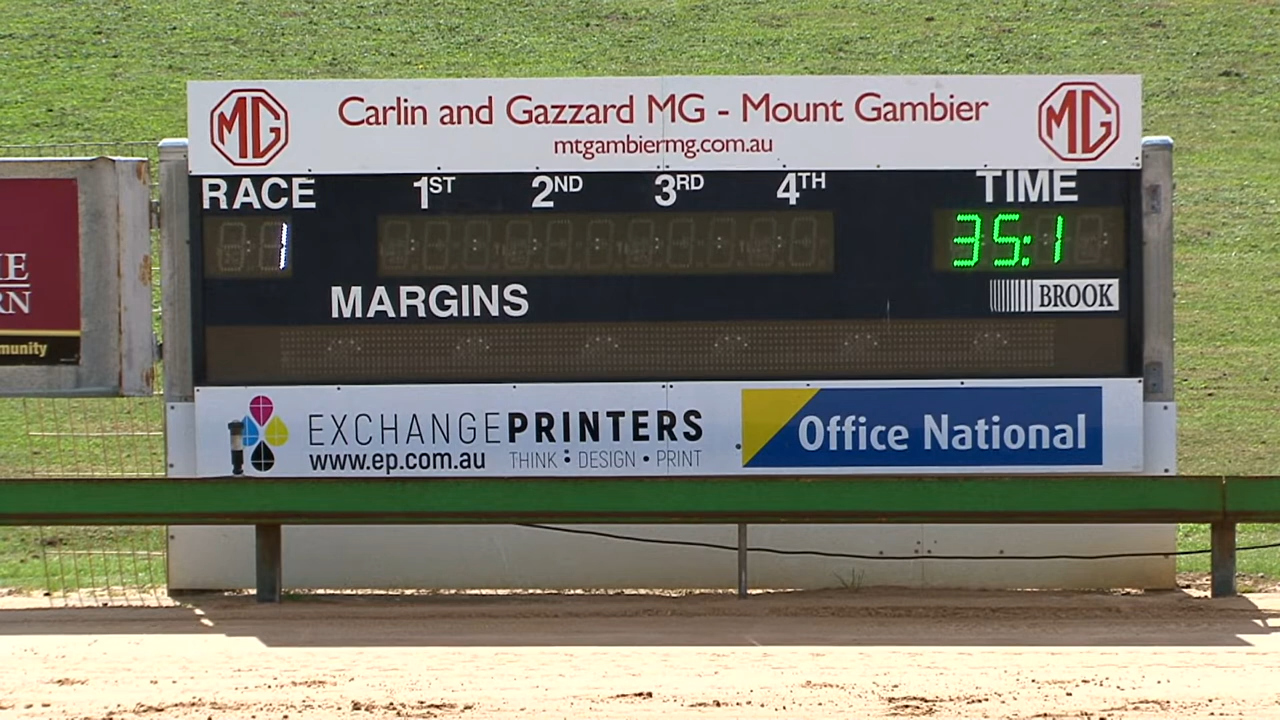 MG Carlin and Gazzard MG - Mount Gambier MG
mtgambiermg.com.au
RACE 1ST 2ND 3RD 4TH TIME
1 35:1
MARGINS BROOK
munity
EXCHANGEPRINTERS Office National
www.ep.com.au THINK • DESIGN • PRINT